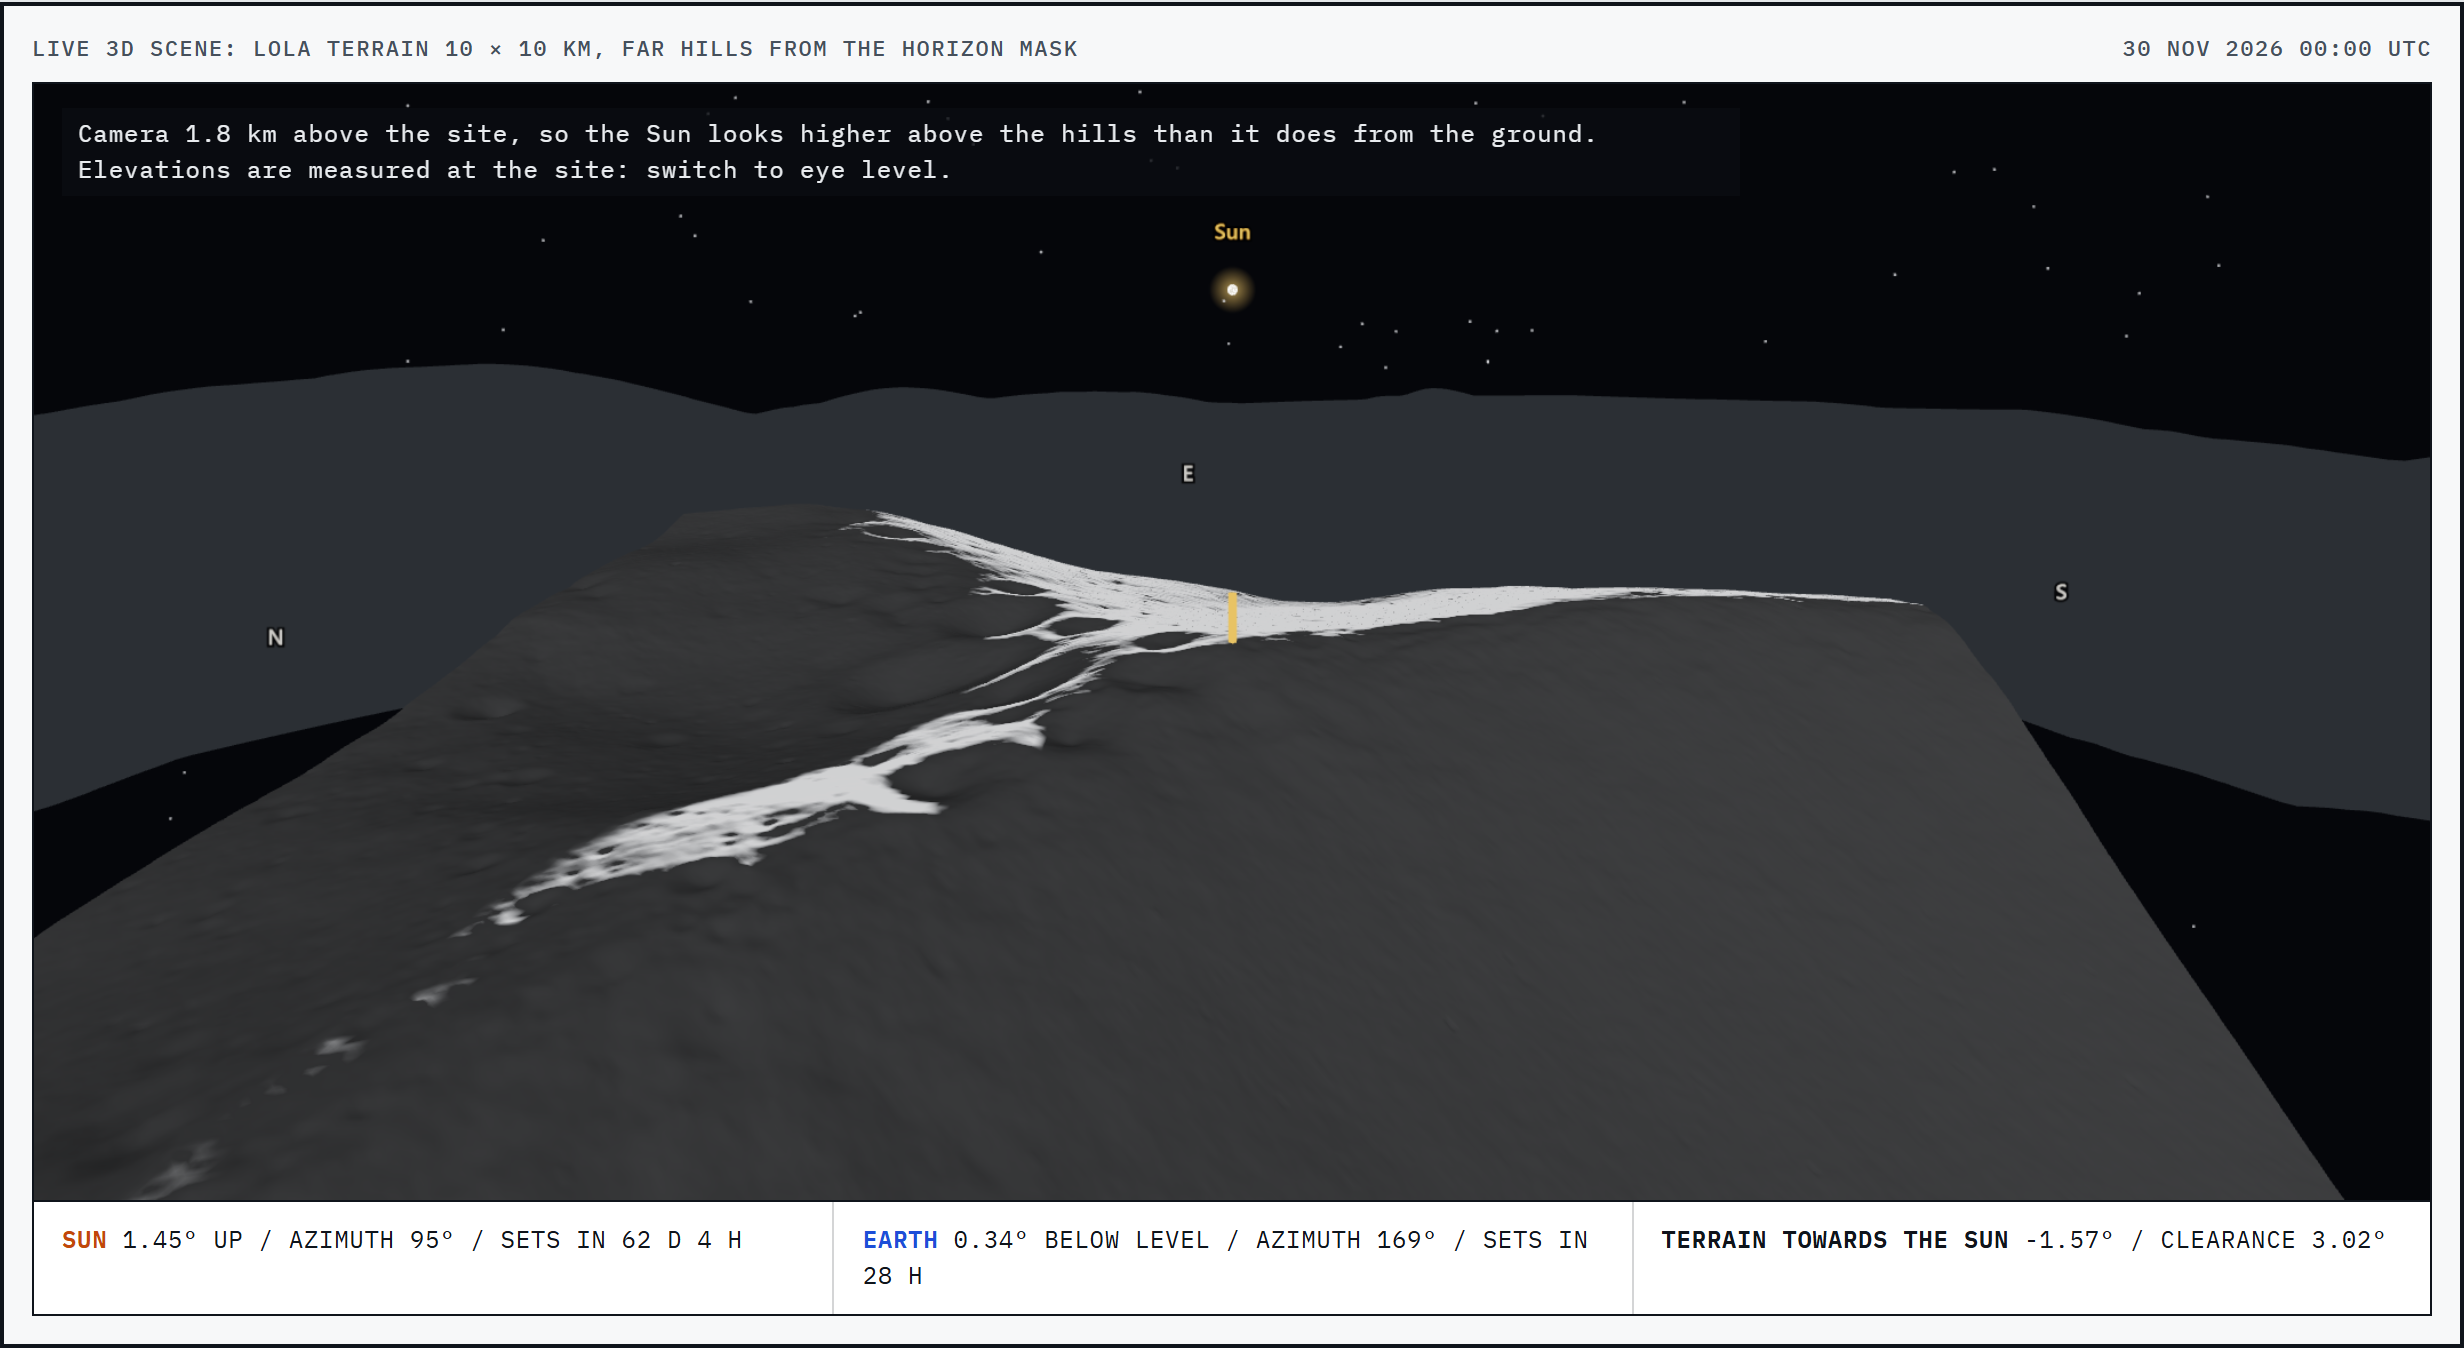 LIVE 3D SCENE: LOLA TERRAIN 10 × 10 KM, FAR HILLS FROM THE HORIZON MASK
30 NOV 2026 00:00 UTC
Camera 1.8 km above the site, so the Sun looks higher above the hills than it does from the ground.
Elevations are measured at the site: switch to eye level.
Sun
E
S
N
SUN 1.45° UP / AZIMUTH 95° / SETS IN 62 D 4 H
EARTH 0.34° BELOW LEVEL / AZIMUTH 169° / SETS IN
28 H
TERRAIN TOWARDS THE SUN -1.57° / CLEARANCE 3.02°